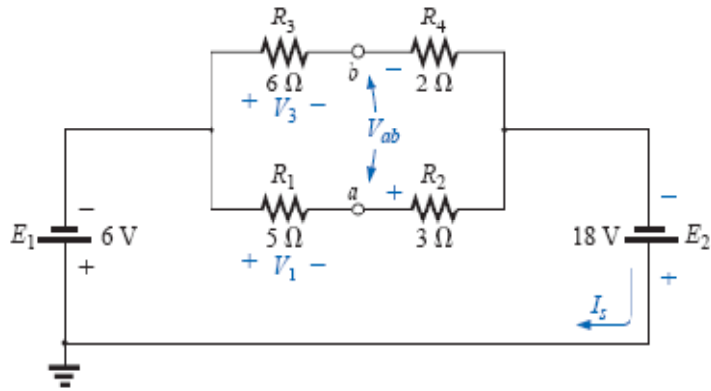 R3 R4
6 Ω b − 2 Ω
+ V3 −
Vab
R1 a + R2
− −
E1 6 V 5 Ω 3 Ω 18 V E2
+ + V1 − +
Is